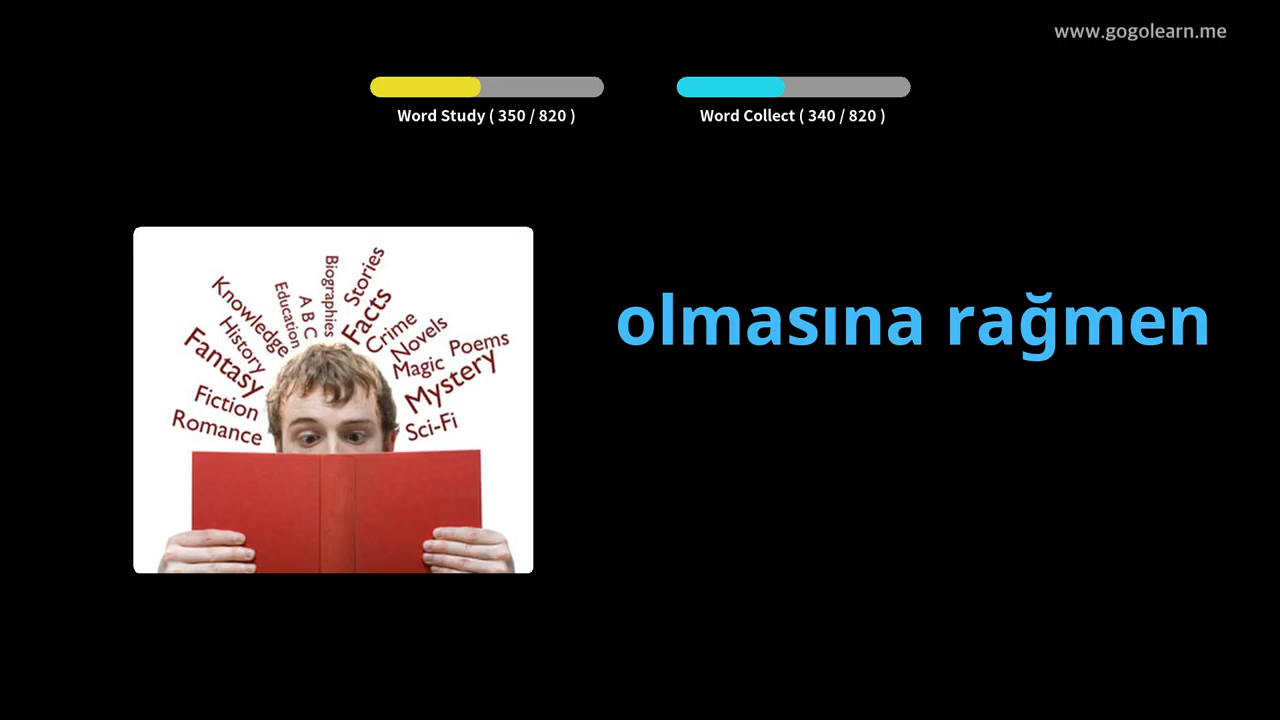 www.gogolearn.me
Word Study ( 350 / 820 )
Word Collect ( 340 / 820 )
olmasına rağmen
Knowledge
History
Fantasy
Fiction
Romance
Education
A B C
Biographies
Stories
Facts
Crime
Novels
Magic
Poems
Mystery
Sci-Fi